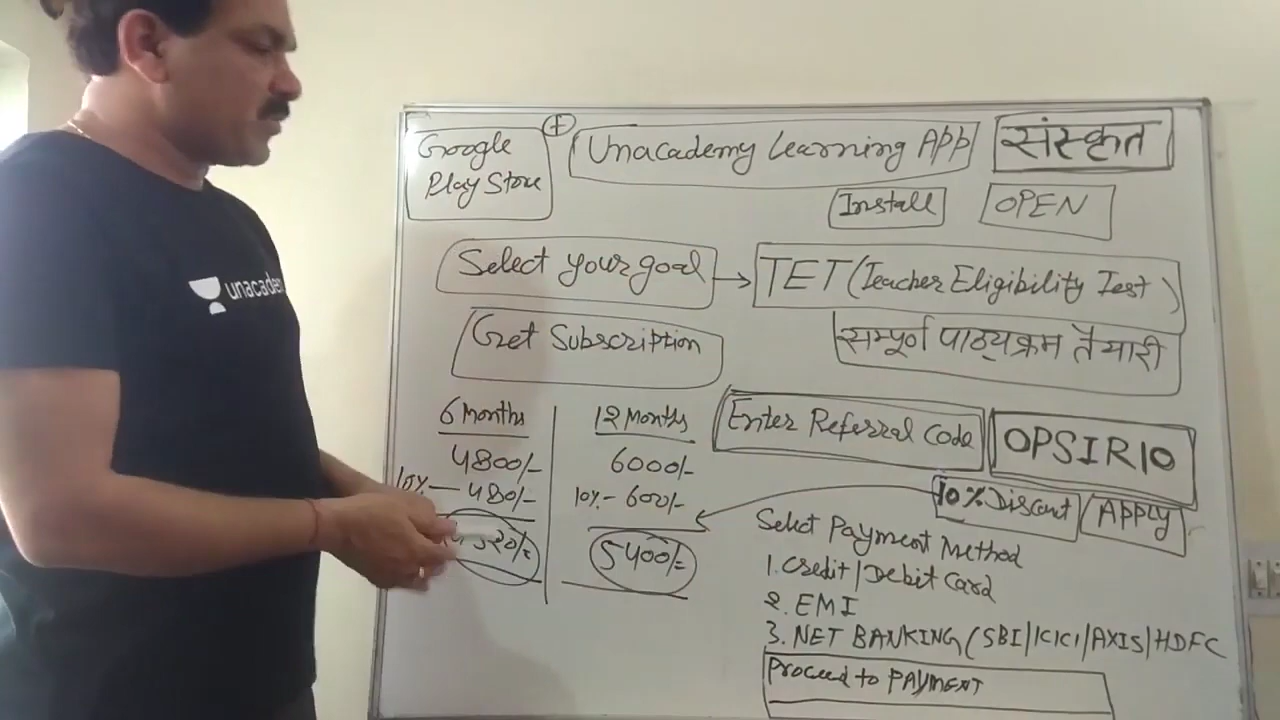 unacadem
Google
Play Store
+
Unacademy Learning App
संस्कृत
Install
OPEN
Select your goal
TET (Teacher Eligibility Test)
सम्पूर्ण पाठ्यक्रम तैयारी
Get Subscription
6 Months
4800/-
10% — 480/-
4320/=
12 Months
6000/-
10% - 600/-
5400/=
Enter Referral Code
OPSIR10
10% Discount
APPLY
Select Payment Method
1. Credit/Debit Card
2. EMI
3. NET BANKING (SBI/ICICI/AXIS/HDFC
Proceed to PAYMENT